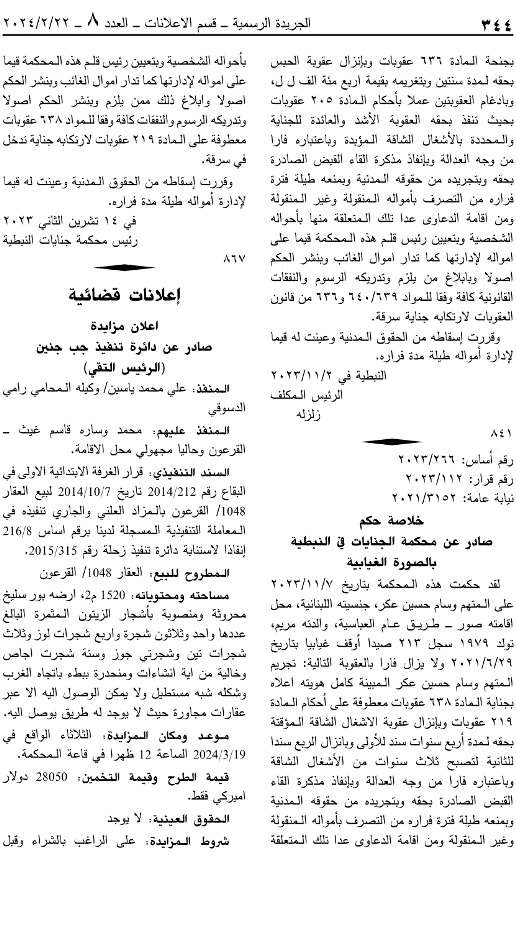 ٣٤٤
الجريدة الرسمية ــ قسم الاعلانات ــ العدد ٨ ــ ٢٠٢٤/٢/٢٢
بجنحة المادة ٦٣٦ عقوبات وبإنزال عقوبة الحبس
بحقه لمدة سنتين وبتغريمه بقيمة اربع مئة الف ل ل،
وبإدغام العقوبتين عملا بأحكام المادة ٢٠٥ عقوبات
بحيث تنفذ بحقه العقوبة الأشد والعائدة للجناية
والمحددة بالأشغال الشاقة المؤبدة وباعتباره فارا
من وجه العدالة وبإنفاذ مذكرة القاء القبض الصادرة
بحقه وبتجريده من حقوقه المدنية وبمنعه طيلة فترة
فراره من التصرف بأمواله المنقولة وغير المنقولة
ومن اقامة الدعاوى عدا تلك المتعلقة منها بأحواله
الشخصية وبتعيين رئيس قلم هذه المحكمة قيما على
امواله لإدارتها كما تدار اموال الغائب وبنشر الحكم
اصولا وبابلاغ من يلزم وتدريكه الرسوم والنفقات
القانونية كافة وفقا للمواد ٦٤٠/٦٣٩ و٦٣٦ من قانون
العقوبات لارتكابه جناية سرقة.
وقررت إسقاطه من الحقوق المدنية وعينت له قيما
لإدارة أمواله طيلة مدة فراره.
النبطية في ٢٠٢٣/١١/٢
الرئيس المكلف
زلزله
٨٤١
رقم أساس: ٢٠٢٣/٢٦٦
رقم قرار: ٢٠٢٣/١١٢
نيابة عامة: ٢٠٢١/٣١٥٢
خلاصة حكم
صادر عن محكمة الجنايات في النبطية
بالصورة الغيابية
لقد حكمت هذه المحكمة بتاريخ ٢٠٢٣/١١/٧
على المتهم وسام حسين عكر، جنسيته اللبنانية، محل
اقامته صور ــ طريق عام العباسية، والدته مريم،
تولد ١٩٧٩ سجل ٢١٣ صيدا أوقف غيابيا بتاريخ
٢٠٢١/٦/٢٩ ولا يزال فارا بالعقوبة التالية: تجريم
المتهم وسام حسين عكر المبينة كامل هويته اعلاه
بجناية المادة ٦٣٨ عقوبات معطوفة على أحكام المادة
٢١٩ عقوبات وبإنزال عقوبة الاشغال الشاقة المؤقتة
بحقه لمدة أربع سنوات سند للأولى وبانزال الربع سندا
للثانية لتصبح ثلاث سنوات من الأشغال الشاقة
وباعتباره فارا من وجه العدالة وبإنفاذ مذكرة القاء
القبض الصادرة بحقه وبتجريده من حقوقه المدنية
وبمنعه طيلة فترة فراره من التصرف بأمواله المنقولة
وغير المنقولة ومن اقامة الدعاوى عدا تلك المتعلقة
بأحواله الشخصية وبتعيين رئيس قلم هذه المحكمة قيما
على امواله لإدارتها كما تدار اموال الغائب وبنشر الحكم
اصولا وابلاغ ذلك ممن يلزم وبنشر الحكم اصولا
وتدريكه الرسوم والنفقات كافة وفقا للمواد ٦٣٨ عقوبات
معطوفة على المادة ٢١٩ عقوبات لارتكابه جناية تدخل
في سرقة.
وقررت إسقاطه من الحقوق المدنية وعينت له قيما
لإدارة أمواله طيلة مدة فراره.
في ١٤ تشرين الثاني ٢٠٢٣
رئيس محكمة جنايات النبطية
٨٦٧
إعلانات قضائية
اعلان مزايدة
صادر عن دائرة تنفيذ جب جنين
(الرئيس التقي)
المنفذ: علي محمد ياسين/ وكيله المحامي رامي
الدسوقي
المنفذ عليهم: محمد وساره قاسم غيث ــ
القرعون وحاليا مجهولي محل الاقامة.
السند التنفيذي: قرار الغرفة الابتدائية الاولى في
البقاع رقم 2014/212 تاريخ 2014/10/7 لبيع العقار
1048/ القرعون بالمزاد العلني والجاري تنفيذه في
المعاملة التنفيذية المسجلة لدينا برقم اساس 216/8
إنفاذا لاستنابة دائرة تنفيذ زحلة رقم 2015/315.
المطروح للبيع: العقار 1048/ القرعون
مساحته ومحتوياته: 1520 م2، ارضه بور سليخ
محروثة ومنصوبة بأشجار الزيتون المثمرة البالغ
عددها واحد وثلاثون شجرة واربع شجرات لوز وثلاث
شجرات تين وشجرتي جوز وستة شجرت اجاص
وخالية من اية انشاءات ومنحدرة ببطء باتجاه الغرب
وشكله شبه مستطيل ولا يمكن الوصول اليه الا عبر
عقارات مجاورة حيث لا يوجد له طريق يوصل اليه.
موعد ومكان المزايدة: الثلاثاء الواقع في
2024/3/19 الساعة 12 ظهرا في قاعة المحكمة.
قيمة الطرح وقيمة التخمين: 28050 دولار
اميركي فقط.
الحقوق العينية: لا يوجد
شروط المزايدة: على الراغب بالشراء وقبل